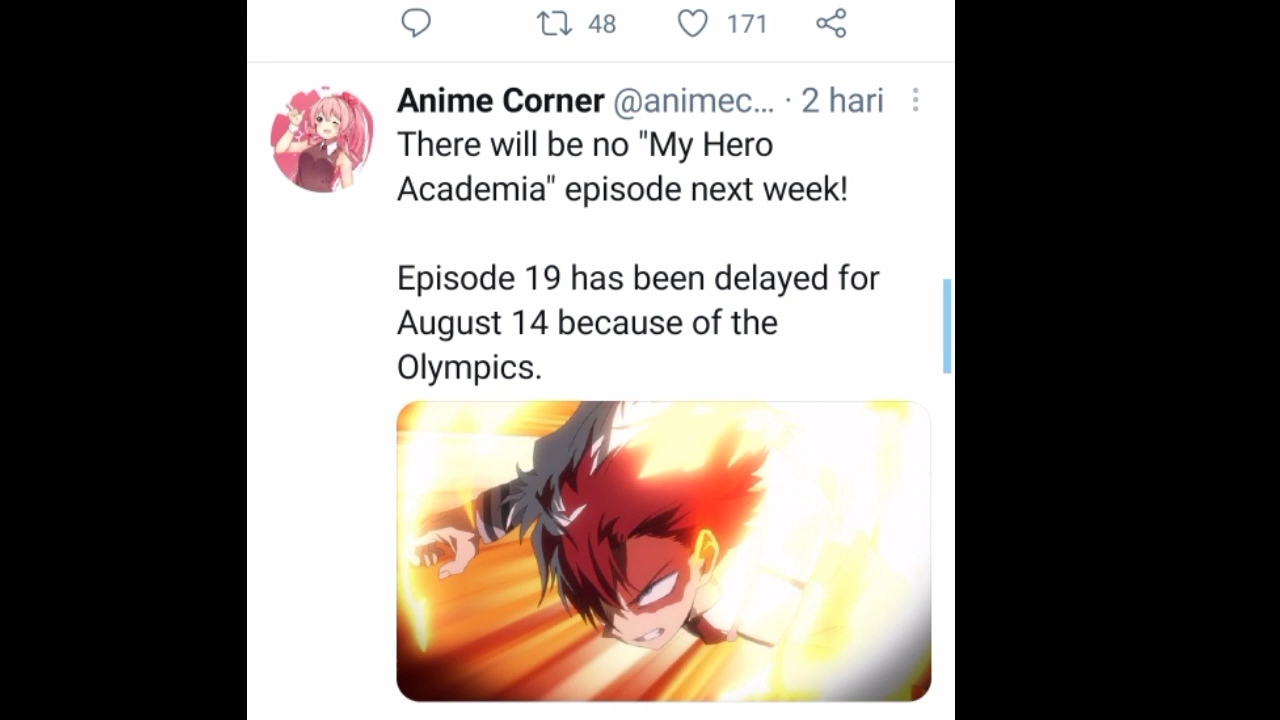 48 171
Anime Corner @animec... · 2 hari
There will be no "My Hero
Academia" episode next week!
Episode 19 has been delayed for
August 14 because of the
Olympics.